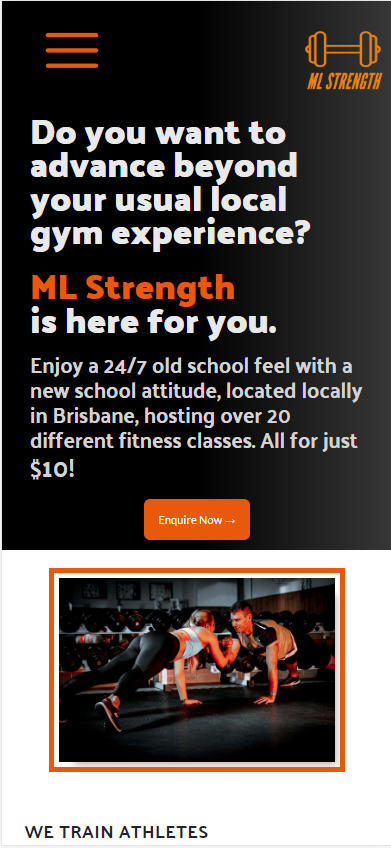 ML STRENGTH
Do you want to
advance beyond
your usual local
gym experience?
ML Strength
is here for you.
Enjoy a 24/7 old school feel with a
new school attitude, located locally
in Brisbane, hosting over 20
different fitness classes. All for just
$10!
Enquire Now→
WE TRAIN ATHLETES